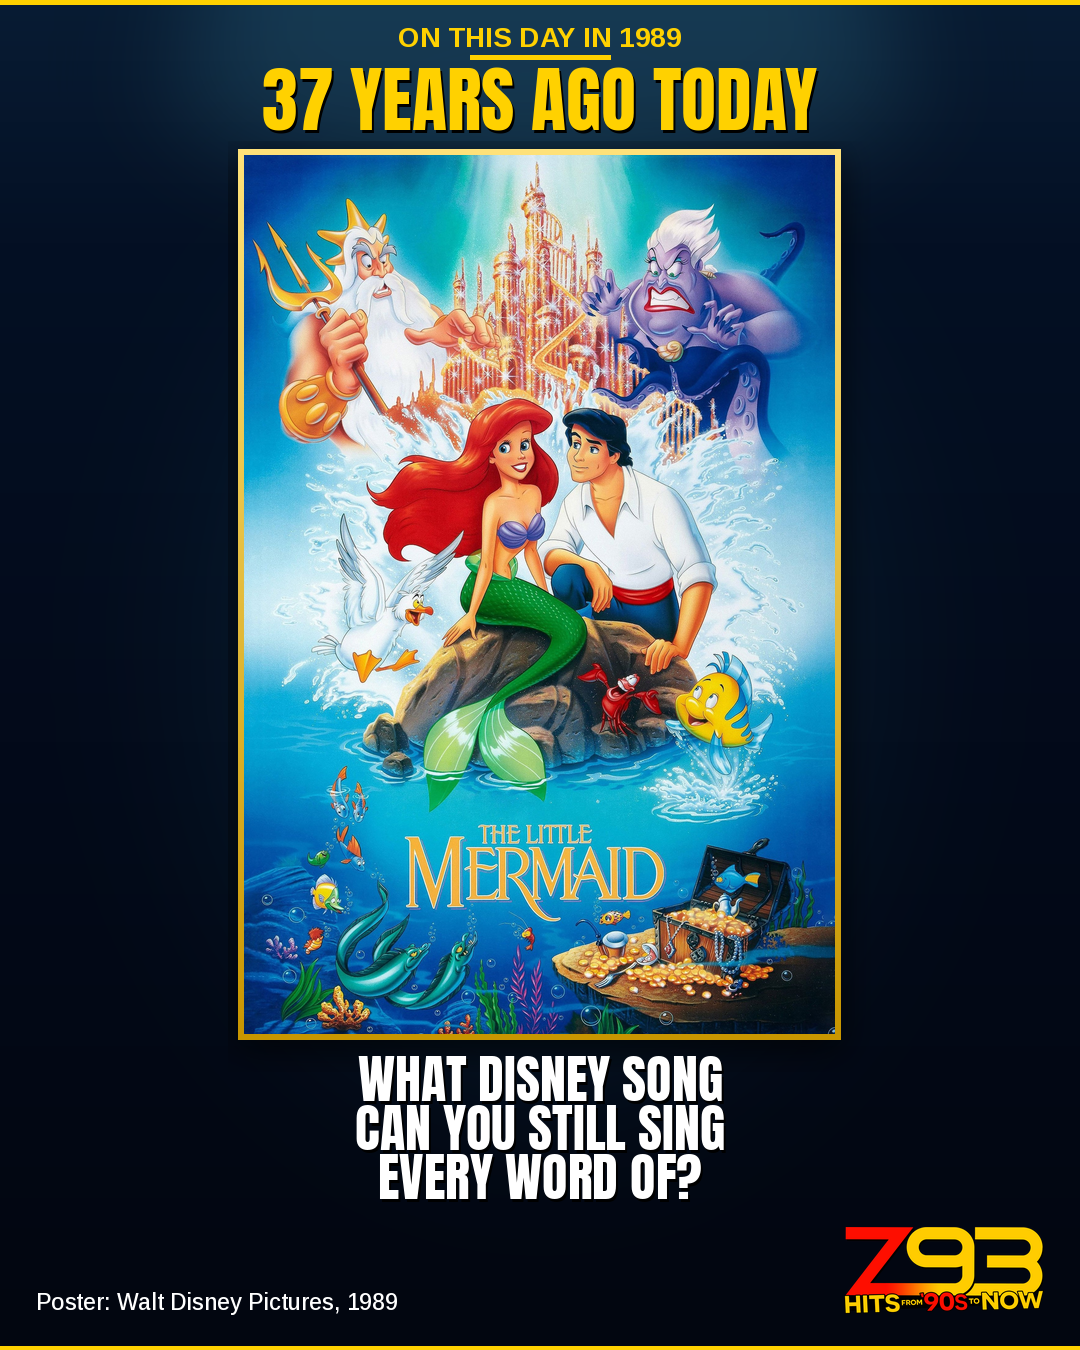 ON THIS DAY IN 1989
37 YEARS AGO TODAY
THE LITTLE
MERMAID
WHAT DISNEY SONG
CAN YOU STILL SING
EVERY WORD OF?
Z93
HITS FROM '90S TO NOW
Poster: Walt Disney Pictures, 1989